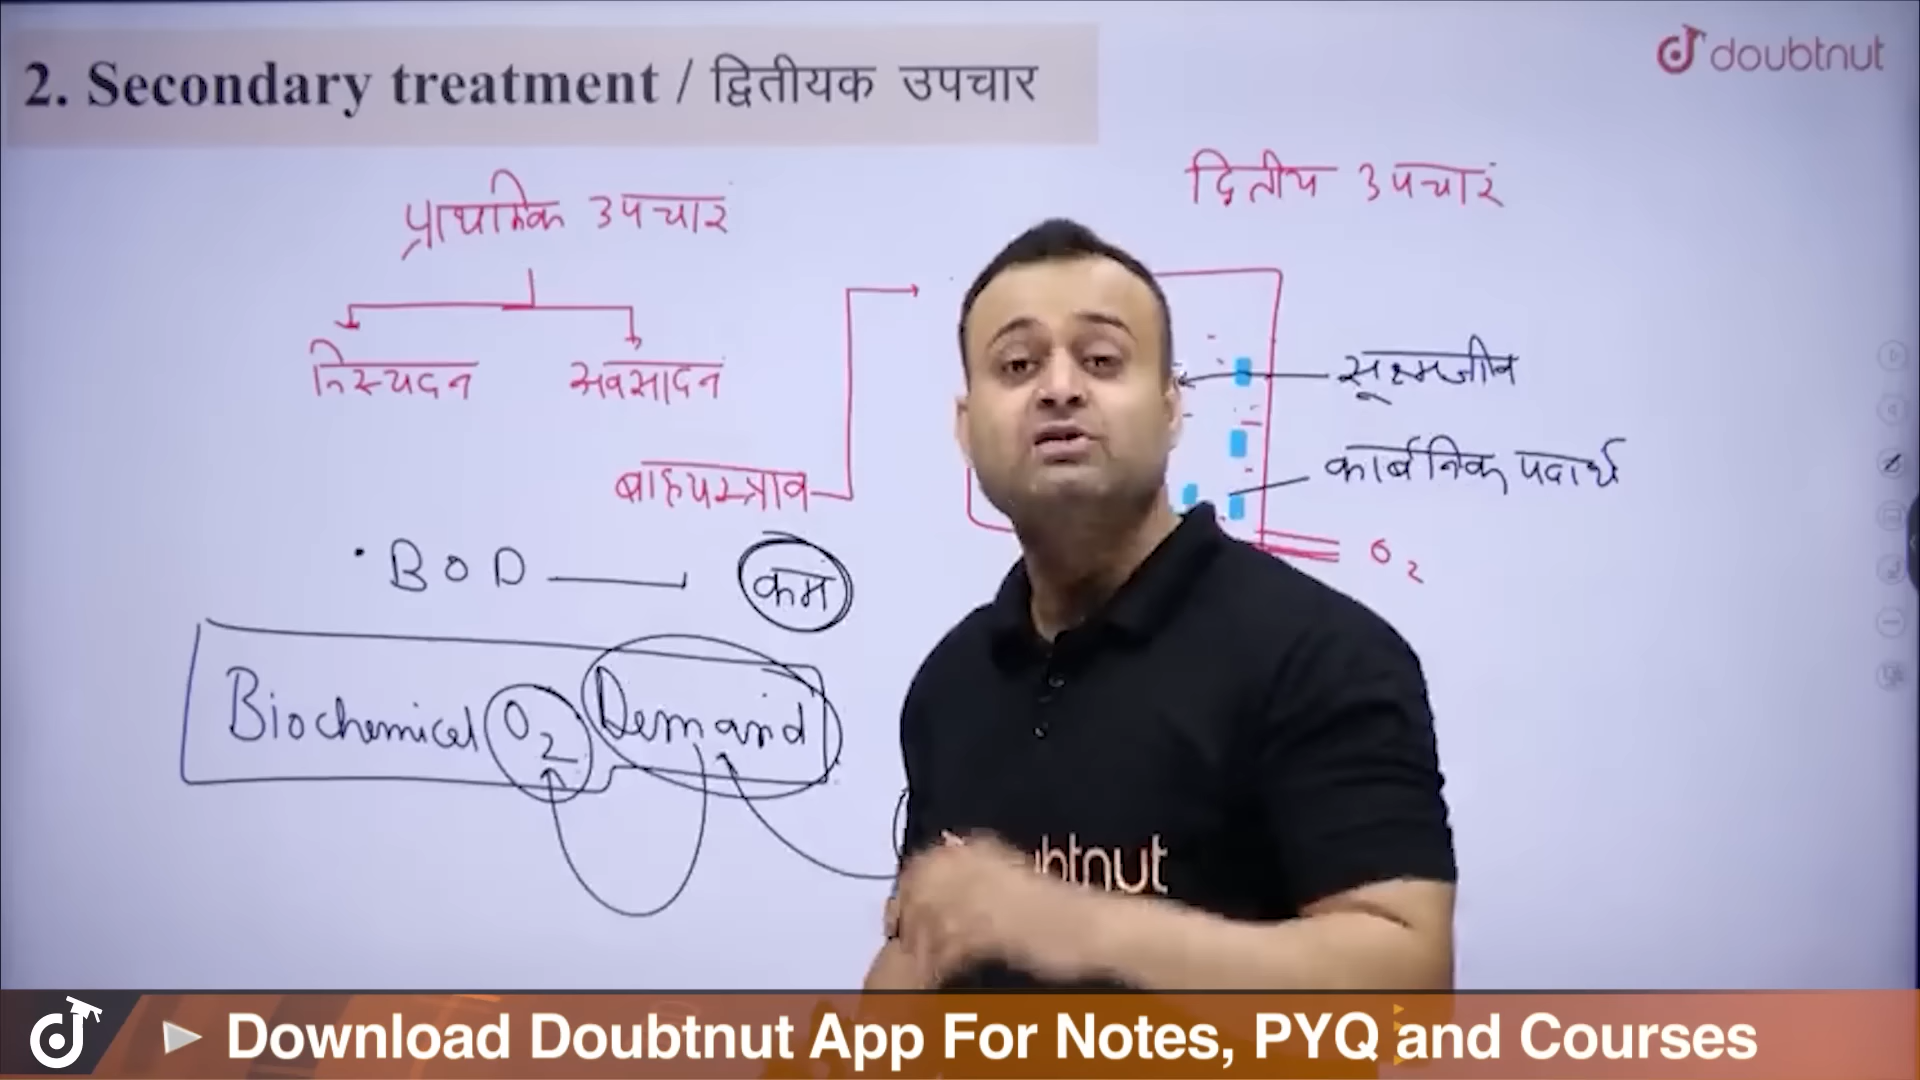 2. Secondary treatment / द्वितीयक उपचार
doubtnut
प्राथमिक उपचार
द्वितीय उपचार
निस्यदन अवसादन
सूक्ष्मजीव
कार्बनिक पदार्थ
बाह्यस्त्राव
O2
• BOD — कम
Biochemical O2 Demand
ubtnut
Download Doubtnut App For Notes, PYQ and Courses